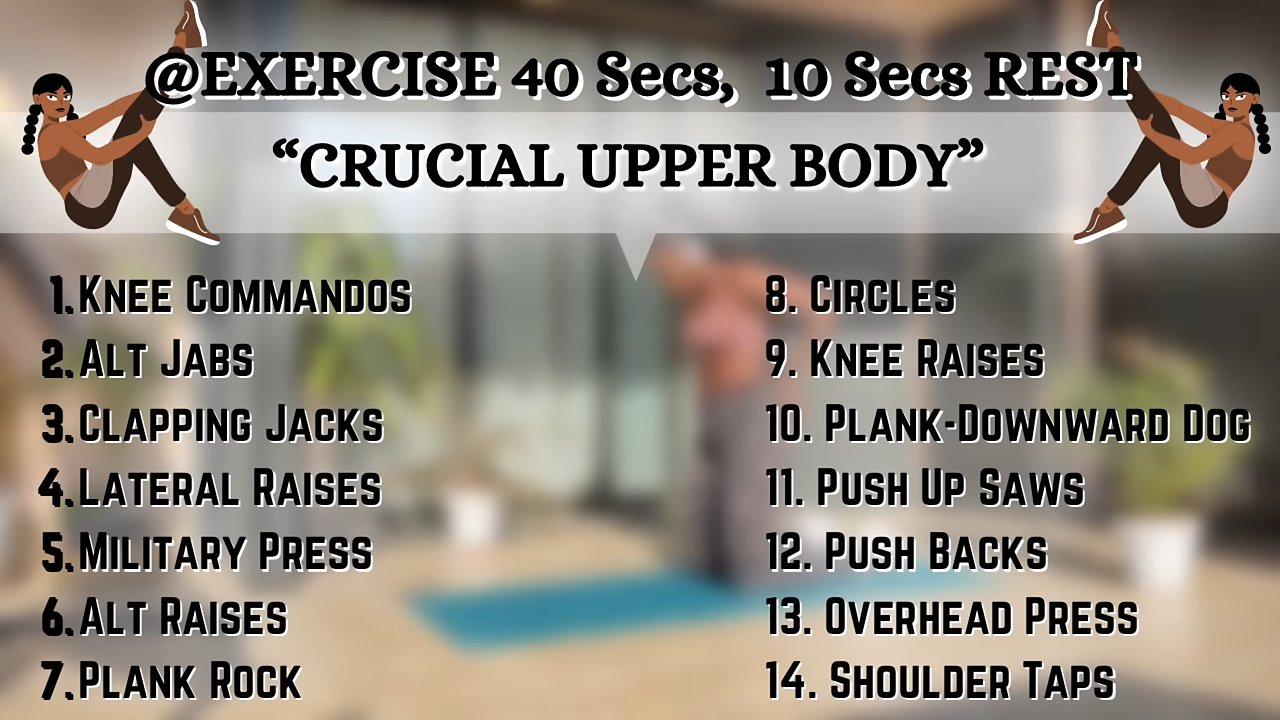 @EXERCISE 40 Secs, 10 Secs REST
“CRUCIAL UPPER BODY”
1. KNEE COMMANDOS
2. ALT JABS
3. CLAPPING JACKS
4. LATERAL RAISES
5. MILITARY PRESS
6. ALT RAISES
7. PLANK ROCK
8. CIRCLES
9. KNEE RAISES
10. PLANK-DOWNWARD DOG
11. PUSH UP SAWS
12. PUSH BACKS
13. OVERHEAD PRESS
14. SHOULDER TAPS